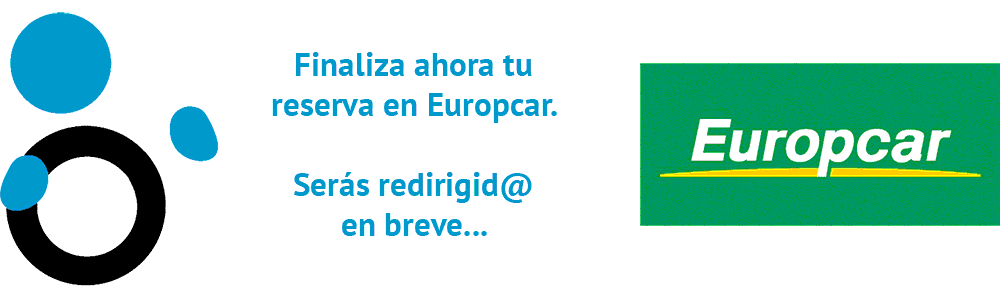 Finaliza ahora tu
reserva en Europcar.
Serás redirigid@
en breve...
Europcar